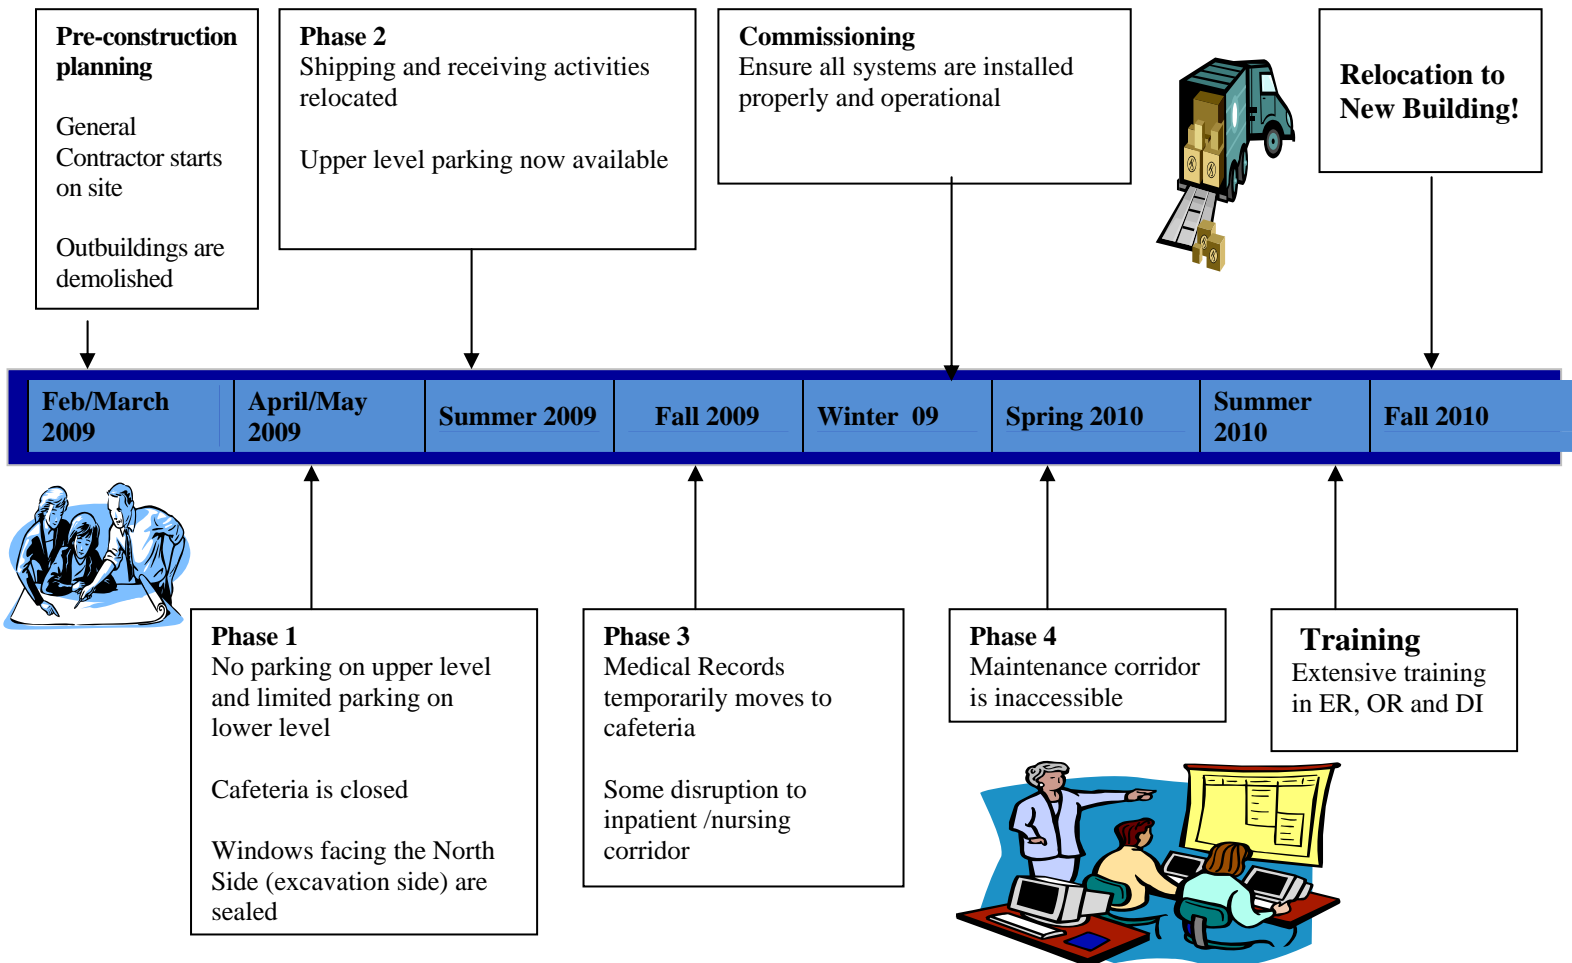 Pre-construction
planning
General
Contractor starts
on site
Outbuildings are
demolished
Phase 2
Shipping and receiving activities
relocated
Upper level parking now available
Commissioning
Ensure all systems are installed
properly and operational
Relocation to
New Building!
Feb/March
2009
April/May
2009
Summer 2009
Fall 2009
Winter  09
Spring 2010
Summer
2010
Fall 2010
Phase 1
No parking on upper level
and limited parking on
lower level
Cafeteria is closed
Windows facing the North
Side (excavation side) are
sealed
Phase 3
Medical Records
temporarily moves to
cafeteria
Some disruption to
inpatient /nursing
corridor
Phase 4
Maintenance corridor
is inaccessible
Training
Extensive training
in ER, OR and DI